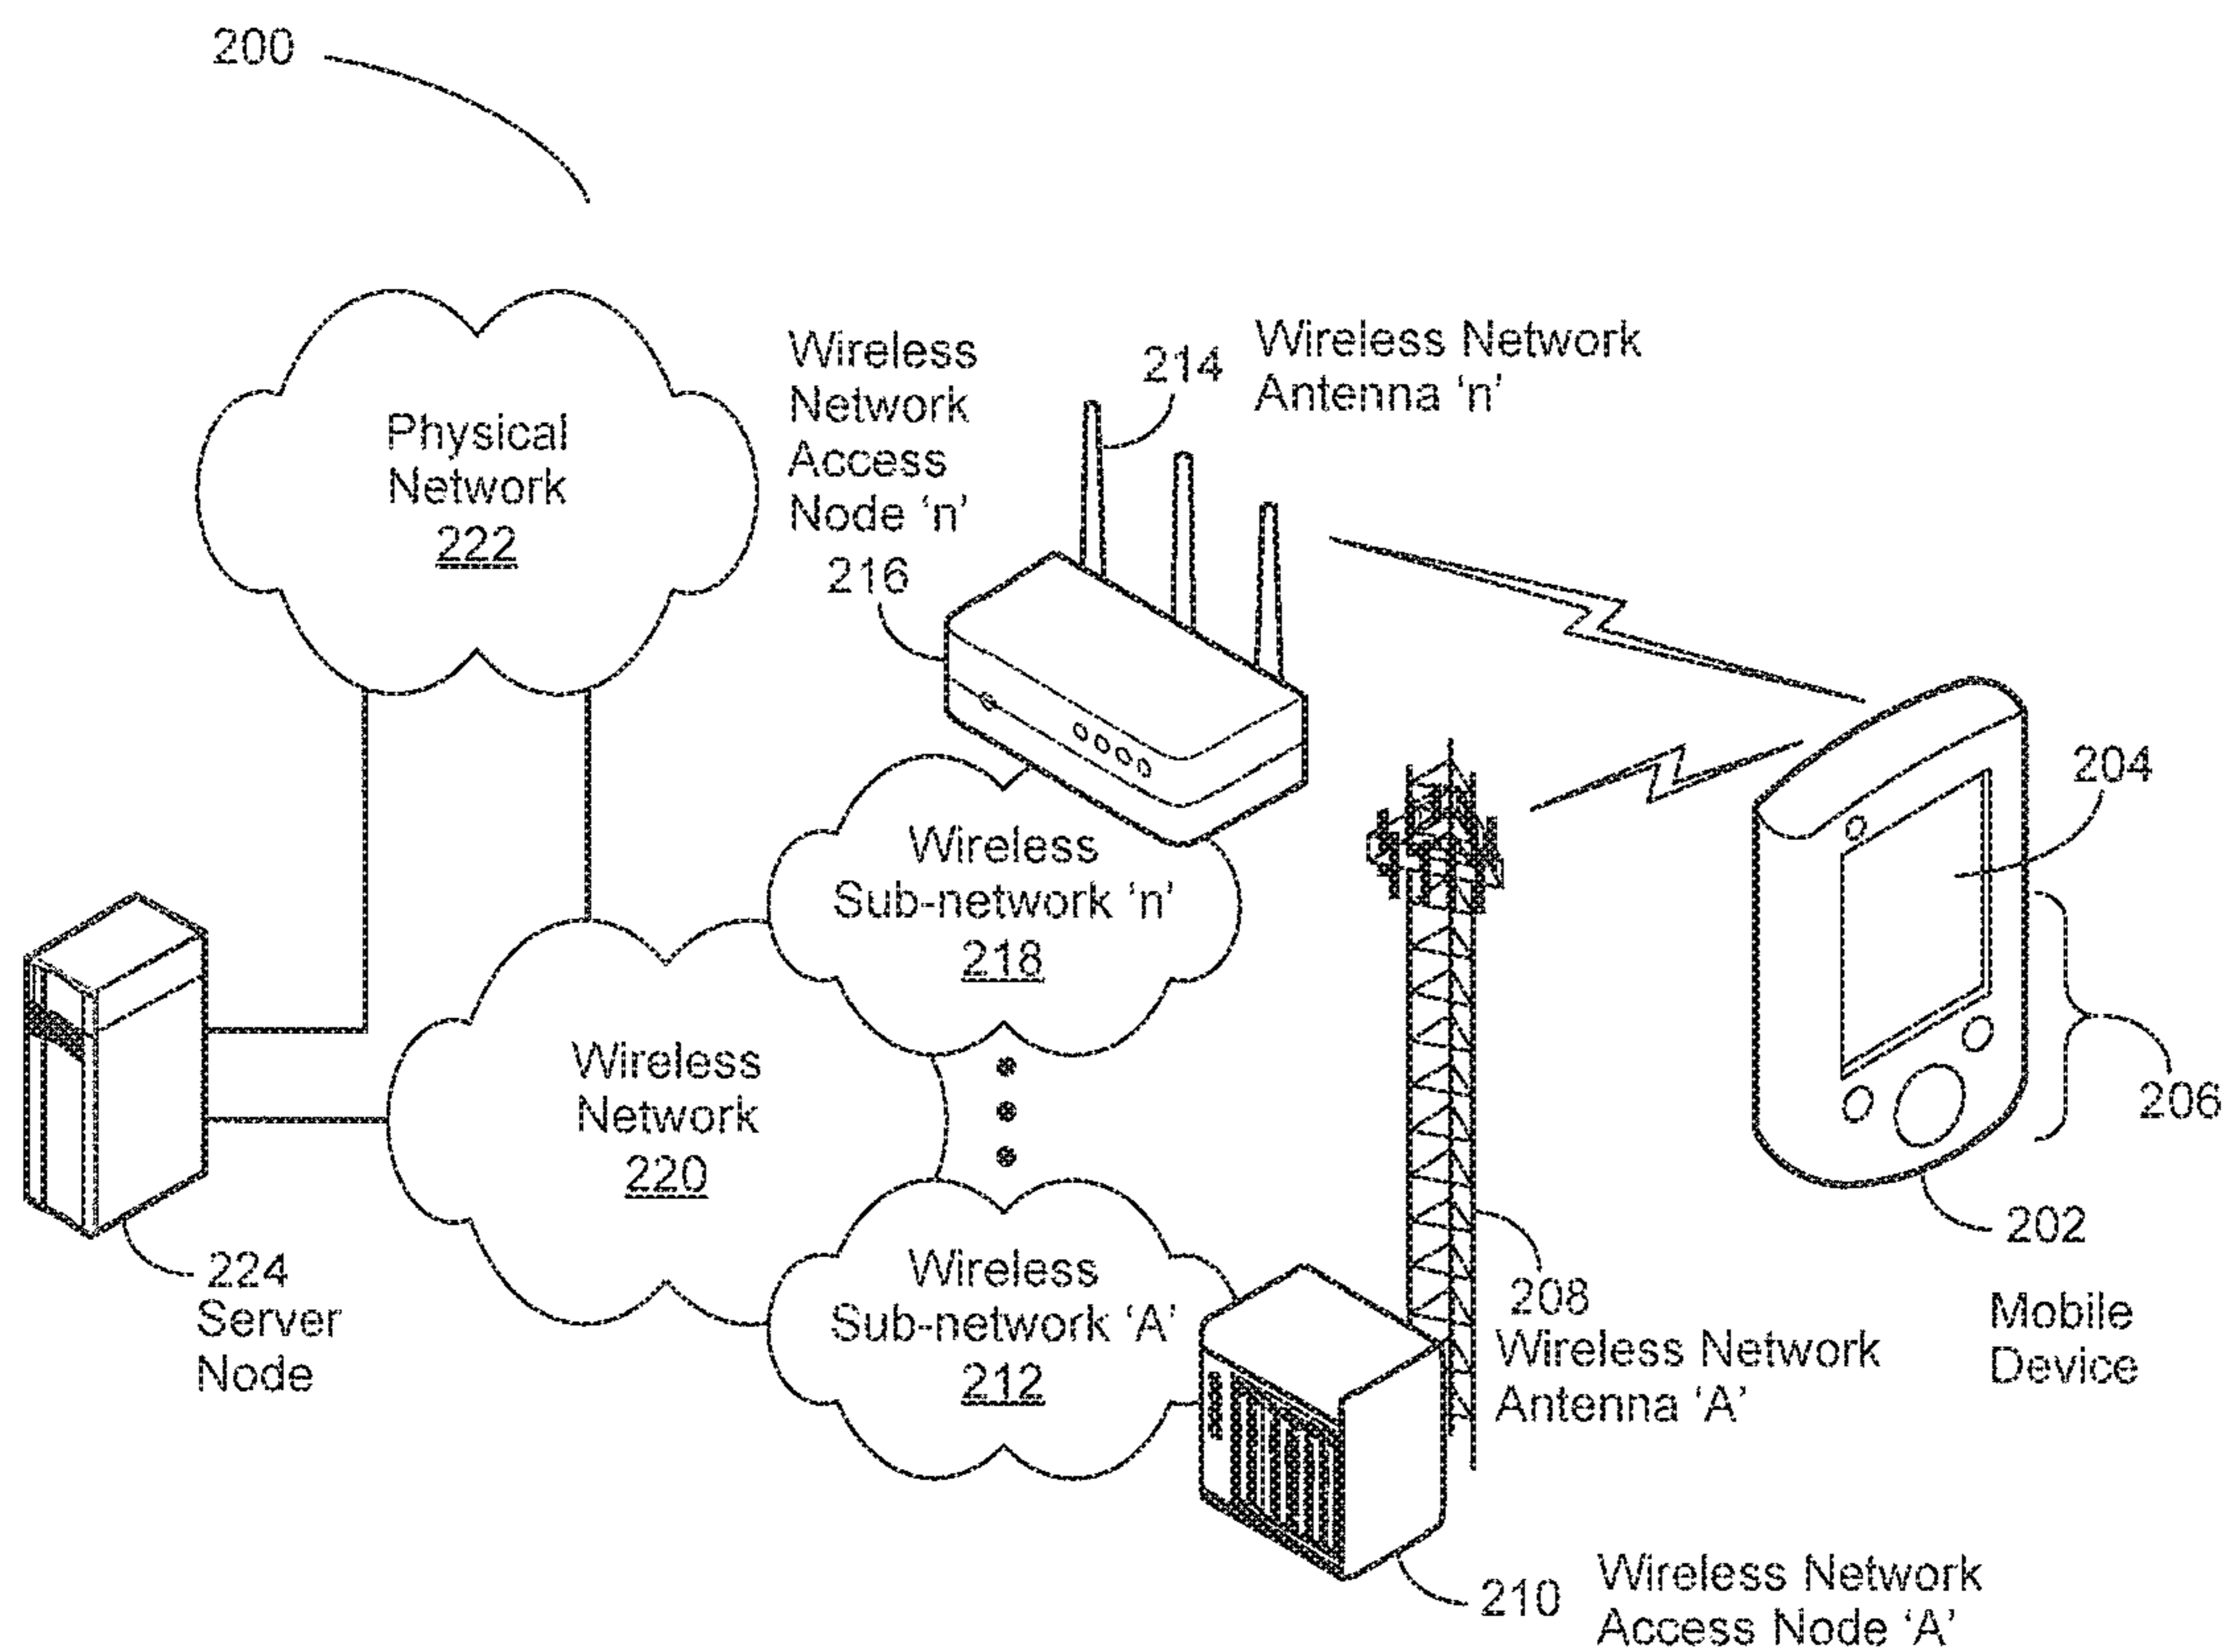 200
Physical
Network
222
Wireless
Network
Access
Node ‘n’
216
214
Wireless Network
Antenna ‘n’
204
206
202
Mobile
Device
Wireless
Sub-network ‘n’
218
Wireless
Network
220
224
Server
Node
Wireless
Sub-network ‘A’
212
208
Wireless Network
Antenna ‘A’
210
Wireless Network
Access Node ‘A’